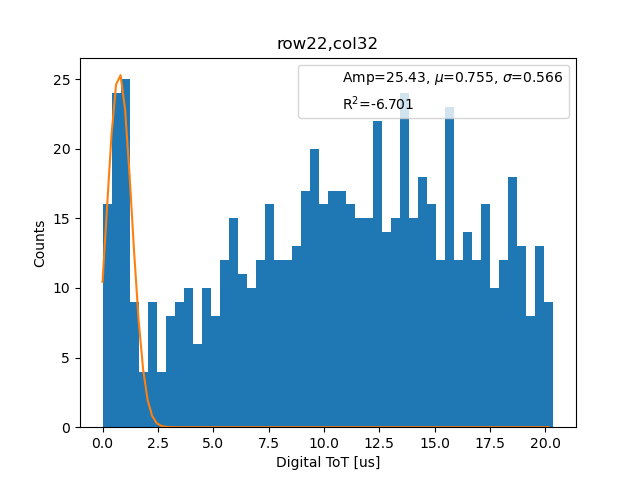 row22,col32
Amp=25.43, μ=0.755, σ=0.566
R²=-6.701
25
20
15
10
5
0
Counts
0.0 2.5 5.0 7.5 10.0 12.5 15.0 17.5 20.0
Digital ToT [us]